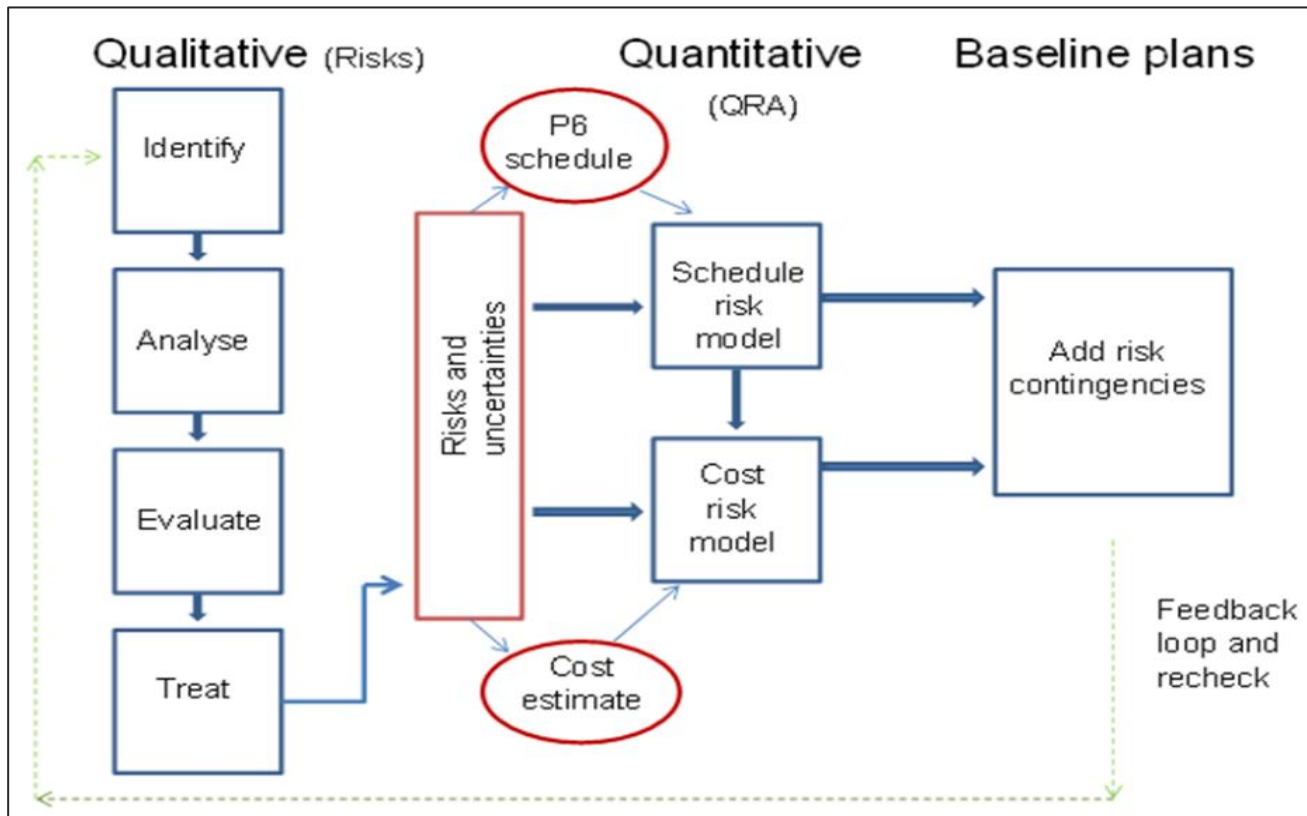 Qualitative (Risks)
Quantitative
(QRA)
Baseline plans
Identify
Analyse
Evaluate
Treat
Risks and
uncertainties
P6
schedule
Cost
estimate
Schedule
risk
model
Cost
risk
model
Add risk
contingencies
Feedback
loop and
recheck